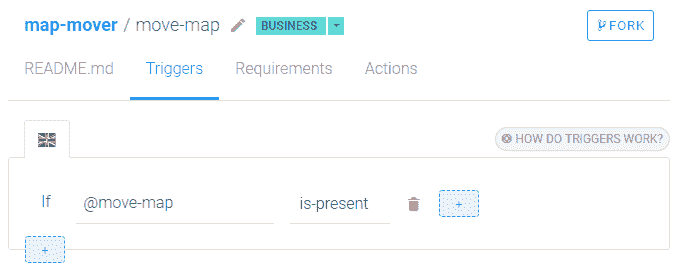 map-mover / move-map BUSINESS FORK
README.md Triggers Requirements Actions
HOW DO TRIGGERS WORK?
If @move-map is-present +
+